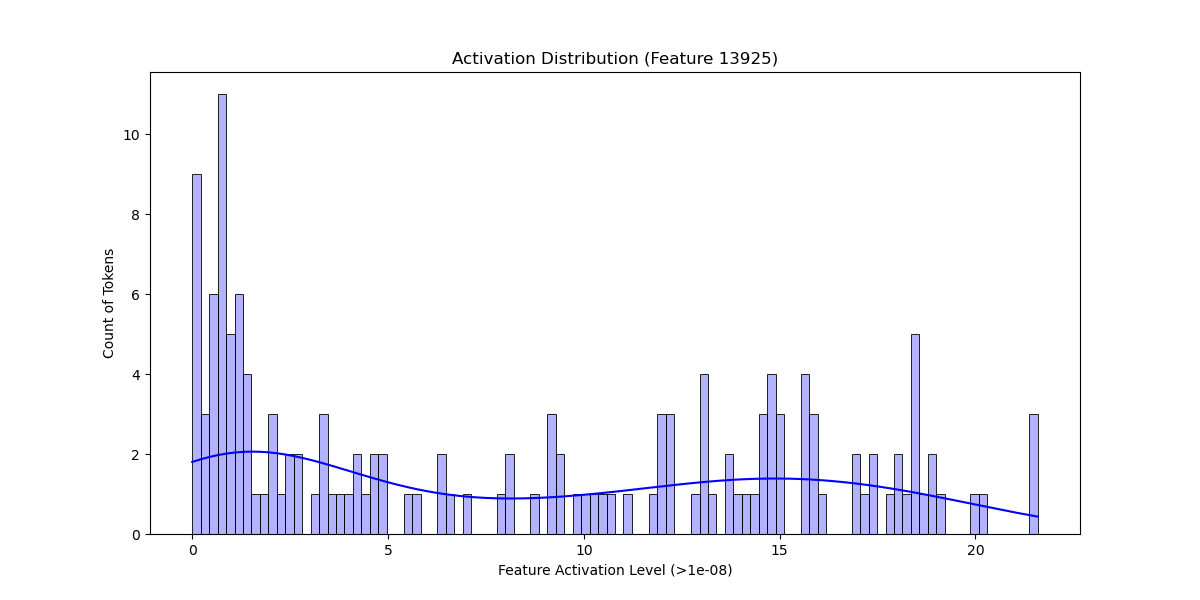 Activation Distribution (Feature 13925)
10
8
6
4
2
0
Count of Tokens
0 5 10 15 20
Feature Activation Level (>1e-08)